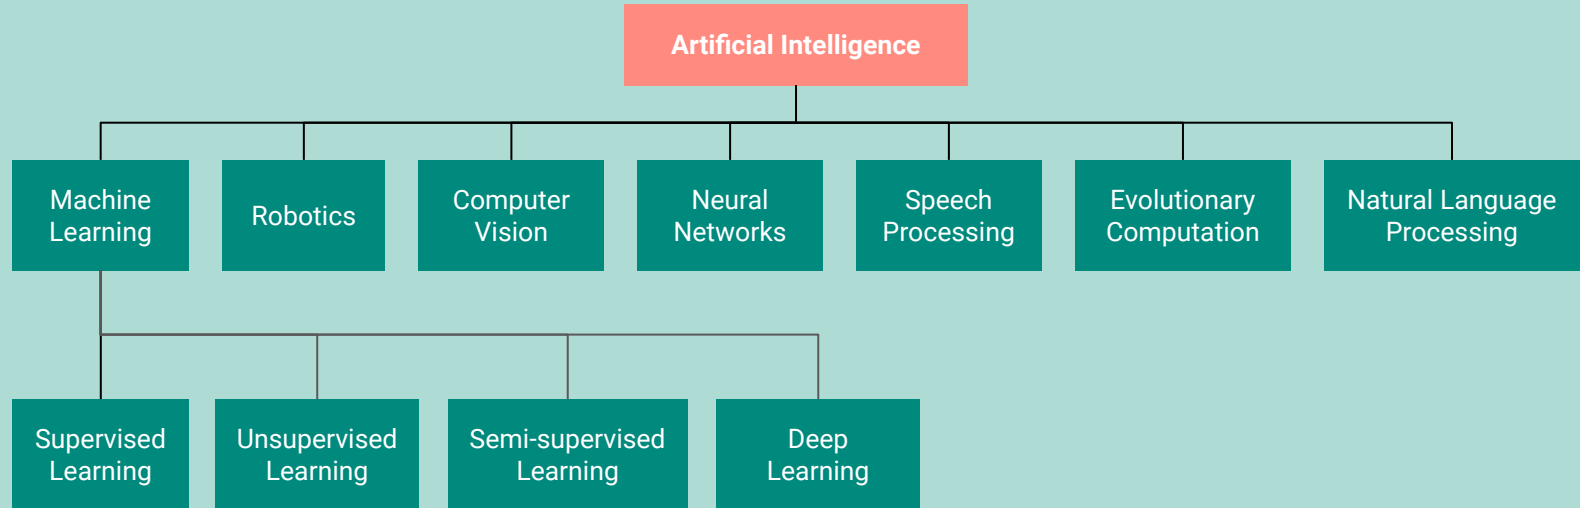 Artificial Intelligence
Machine
Learning
Robotics
Computer
Vision
Neural
Networks
Speech
Processing
Evolutionary
Computation
Natural Language
Processing
Supervised
Learning
Unsupervised
Learning
Semi-supervised
Learning
Deep
Learning